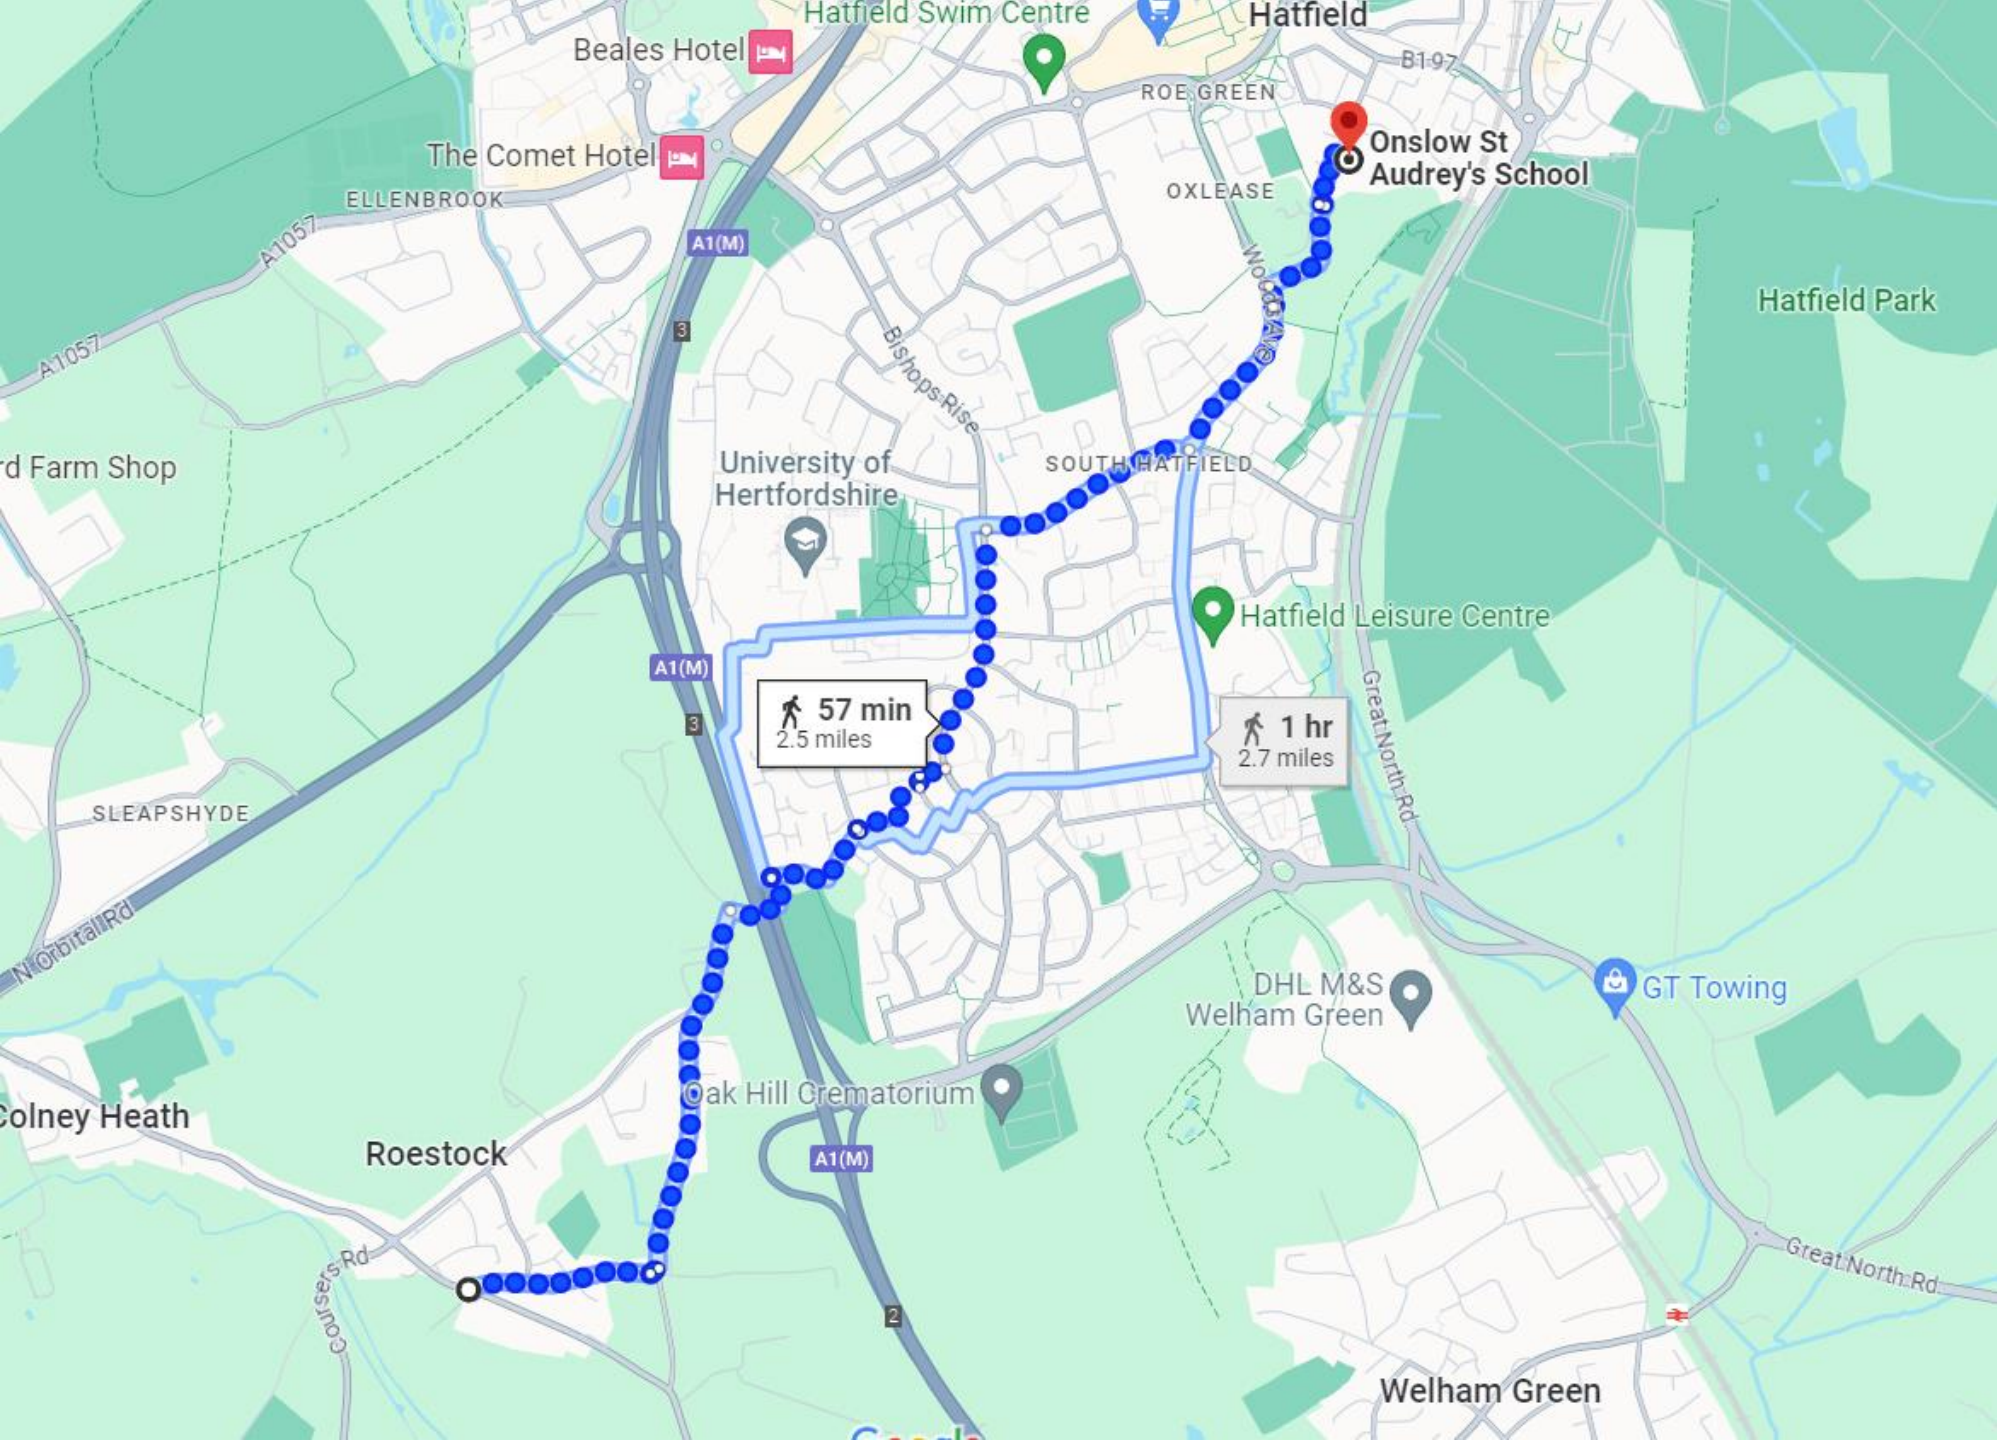 Hatfield Swim Centre
Hatfield
Beales Hotel
B197
ROE GREEN
The Comet Hotel
Onslow St
Audrey's School
ELLENBROOK
OXLEASE
A1057
A1(M)
Woods Ave
Hatfield Park
3
A1057
Bishops Rise
University of
Hertfordshire
SOUTH HATFIELD
rd Farm Shop
Hatfield Leisure Centre
A1(M)
3
57 min
2.5 miles
1 hr
2.7 miles
Great North Rd
SLEAPSHYDE
N Orbital Rd
DHL M&S
Welham Green
GT Towing
Oak Hill Crematorium
Colney Heath
Roestock
A1(M)
Coursers Rd
Great North Rd
2
Welham Green
Google